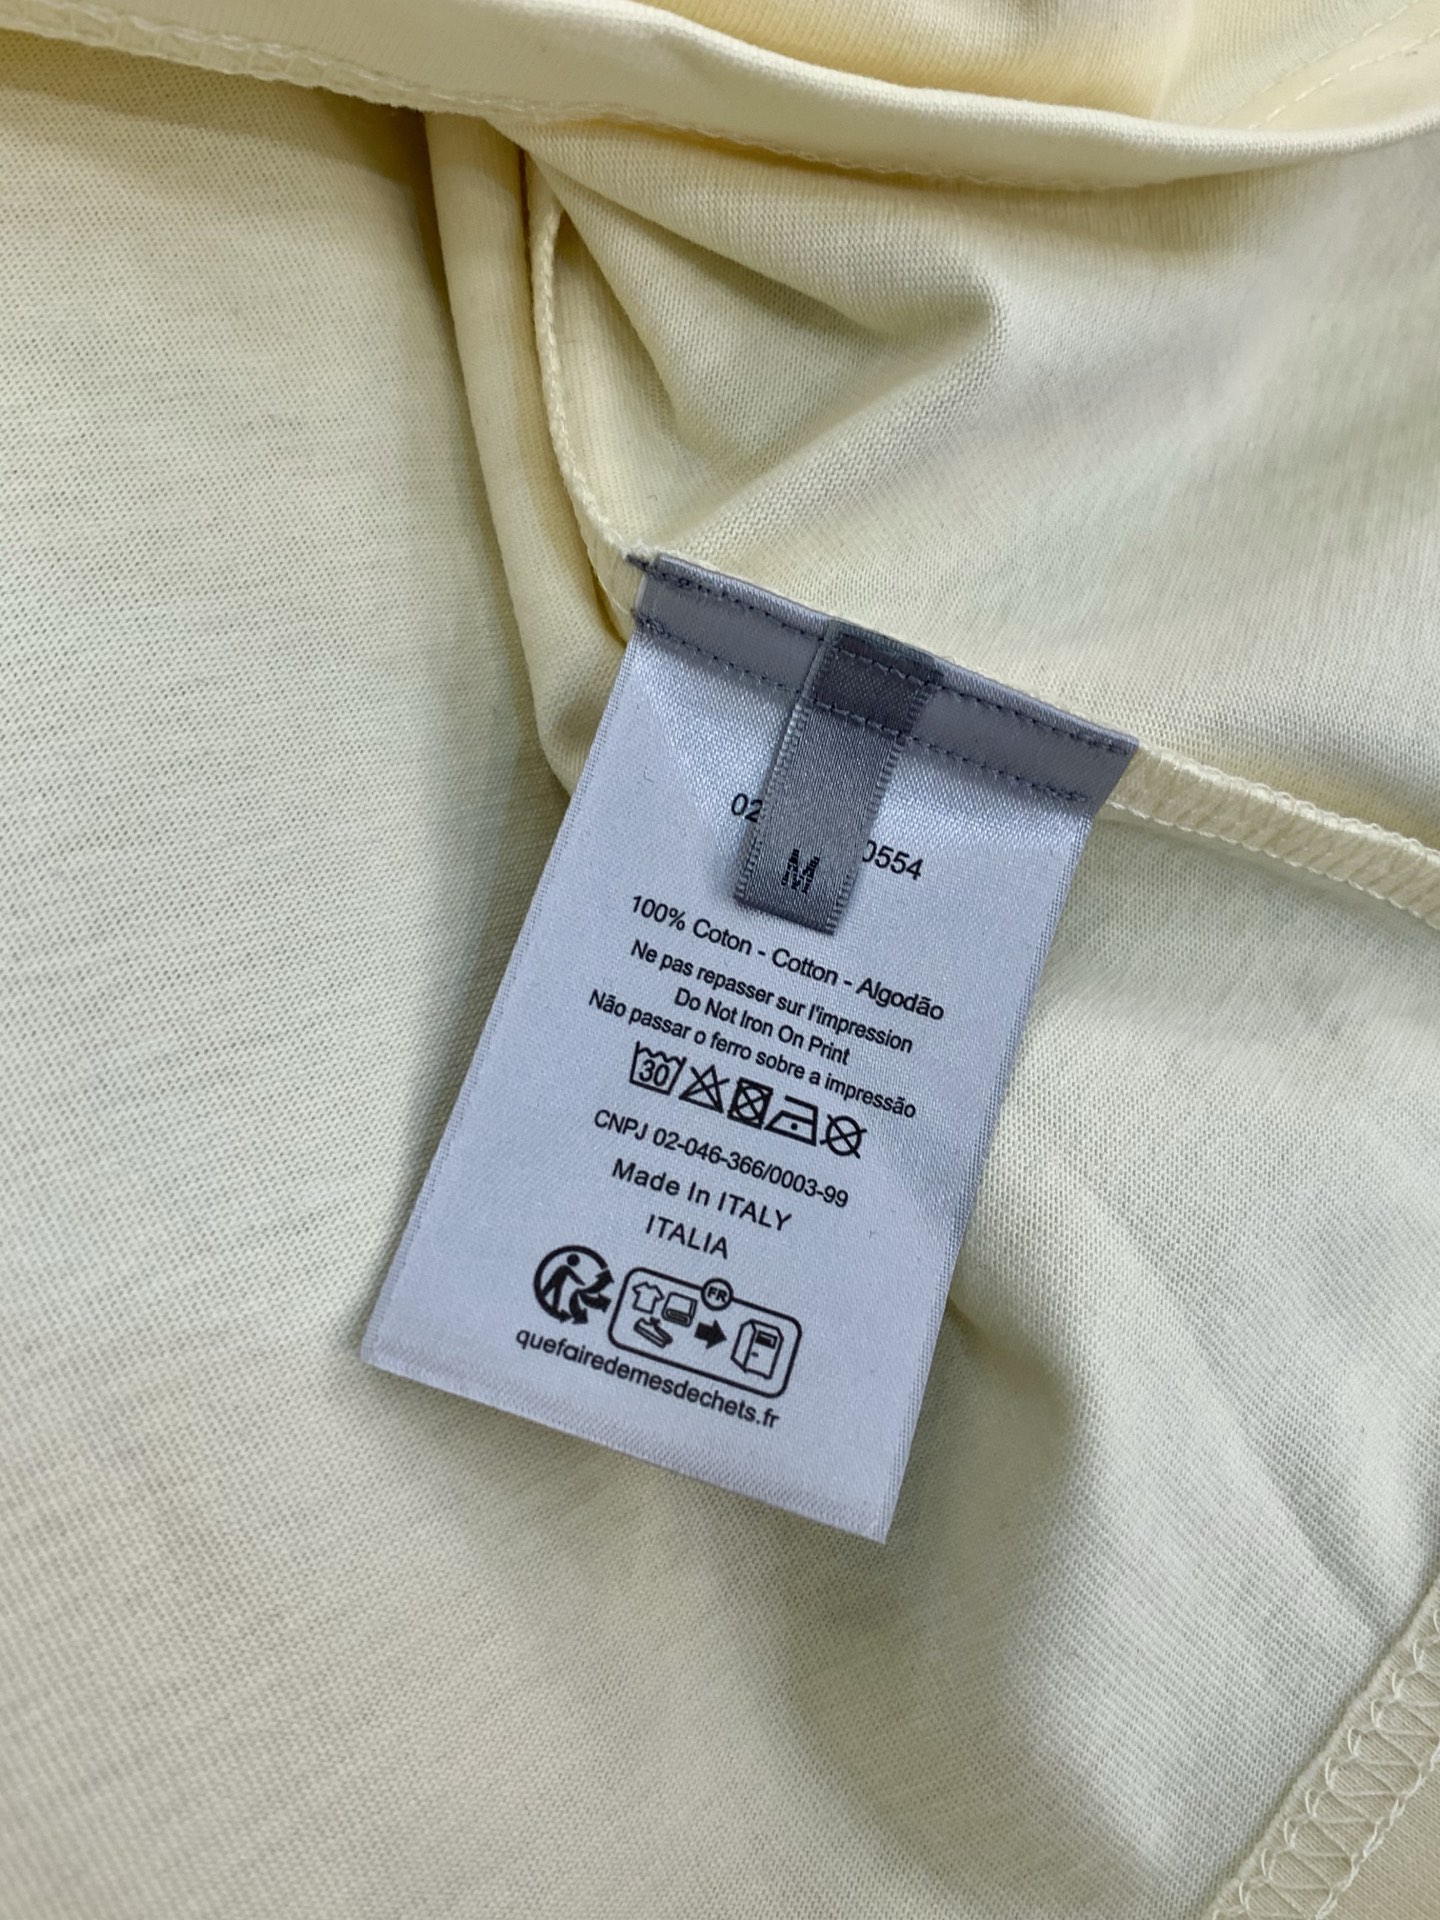 02 0554
M
100% Coton - Cotton - Algodão
Ne pas repasser sur l'impression
Do Not Iron On Print
Não passar o ferro sobre a impressão
30
CNPJ 02-046-366/0003-99
Made In ITALY
ITALIA
FR
quefairedemesdechets.fr